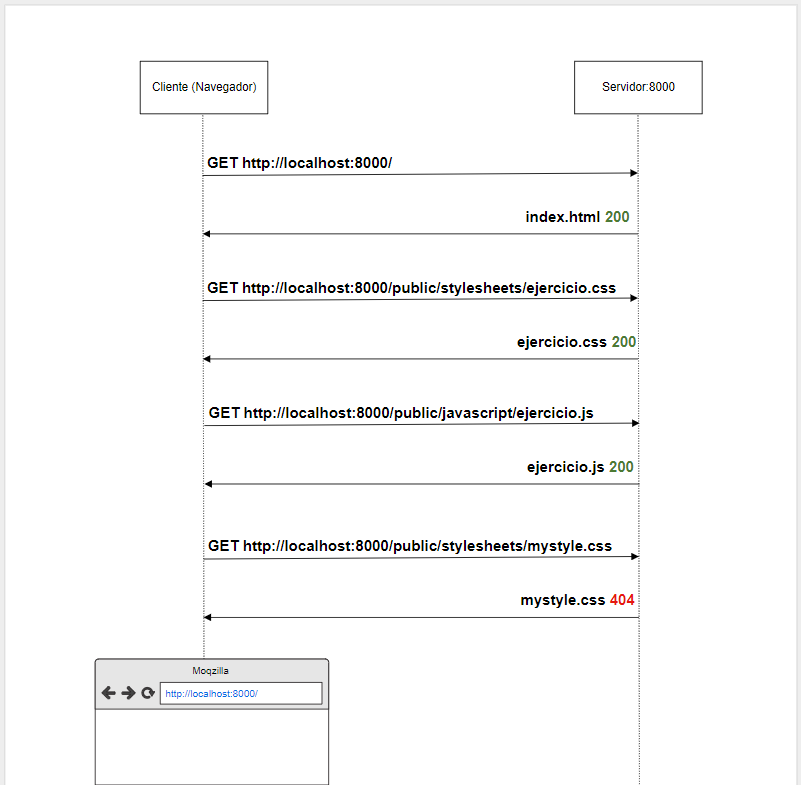 Cliente (Navegador)
Servidor:8000
GET http://localhost:8000/
index.html 200
GET http://localhost:8000/public/stylesheets/ejercicio.css
ejercicio.css 200
GET http://localhost:8000/public/javascript/ejercicio.js
ejercicio.js 200
GET http://localhost:8000/public/stylesheets/mystyle.css
mystyle.css 404
Moqzilla
http://localhost:8000/